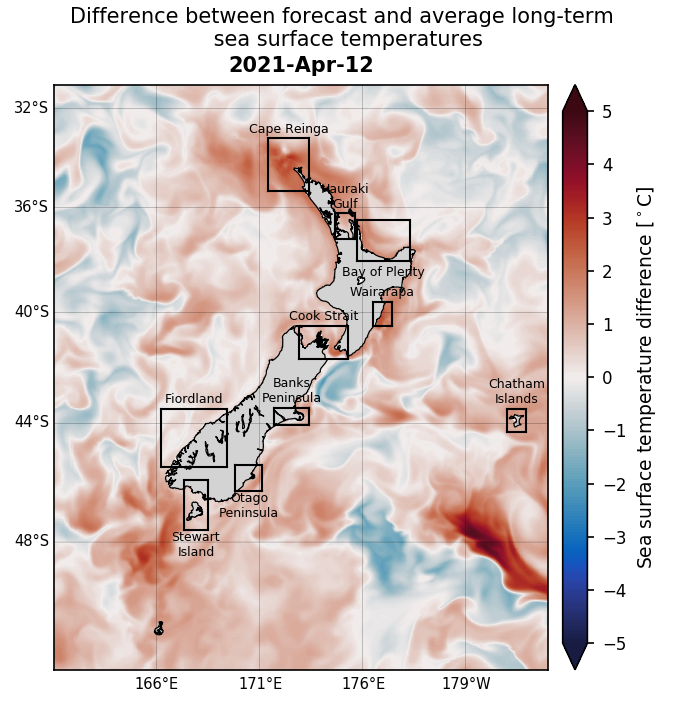 Difference between forecast and average long-term
sea surface temperatures
2021-Apr-12
32°S
36°S
40°S
44°S
48°S
Cape Reinga
Hauraki
Gulf
Bay of Plenty
Wairarapa
Cook Strait
Banks
Peninsula
Fiordland
Chatham
Islands
Otago
Peninsula
Stewart
Island
166°E
171°E
176°E
179°W
5
4
3
2
1
0
−1
−2
−3
−4
−5
Sea surface temperature difference [°C]